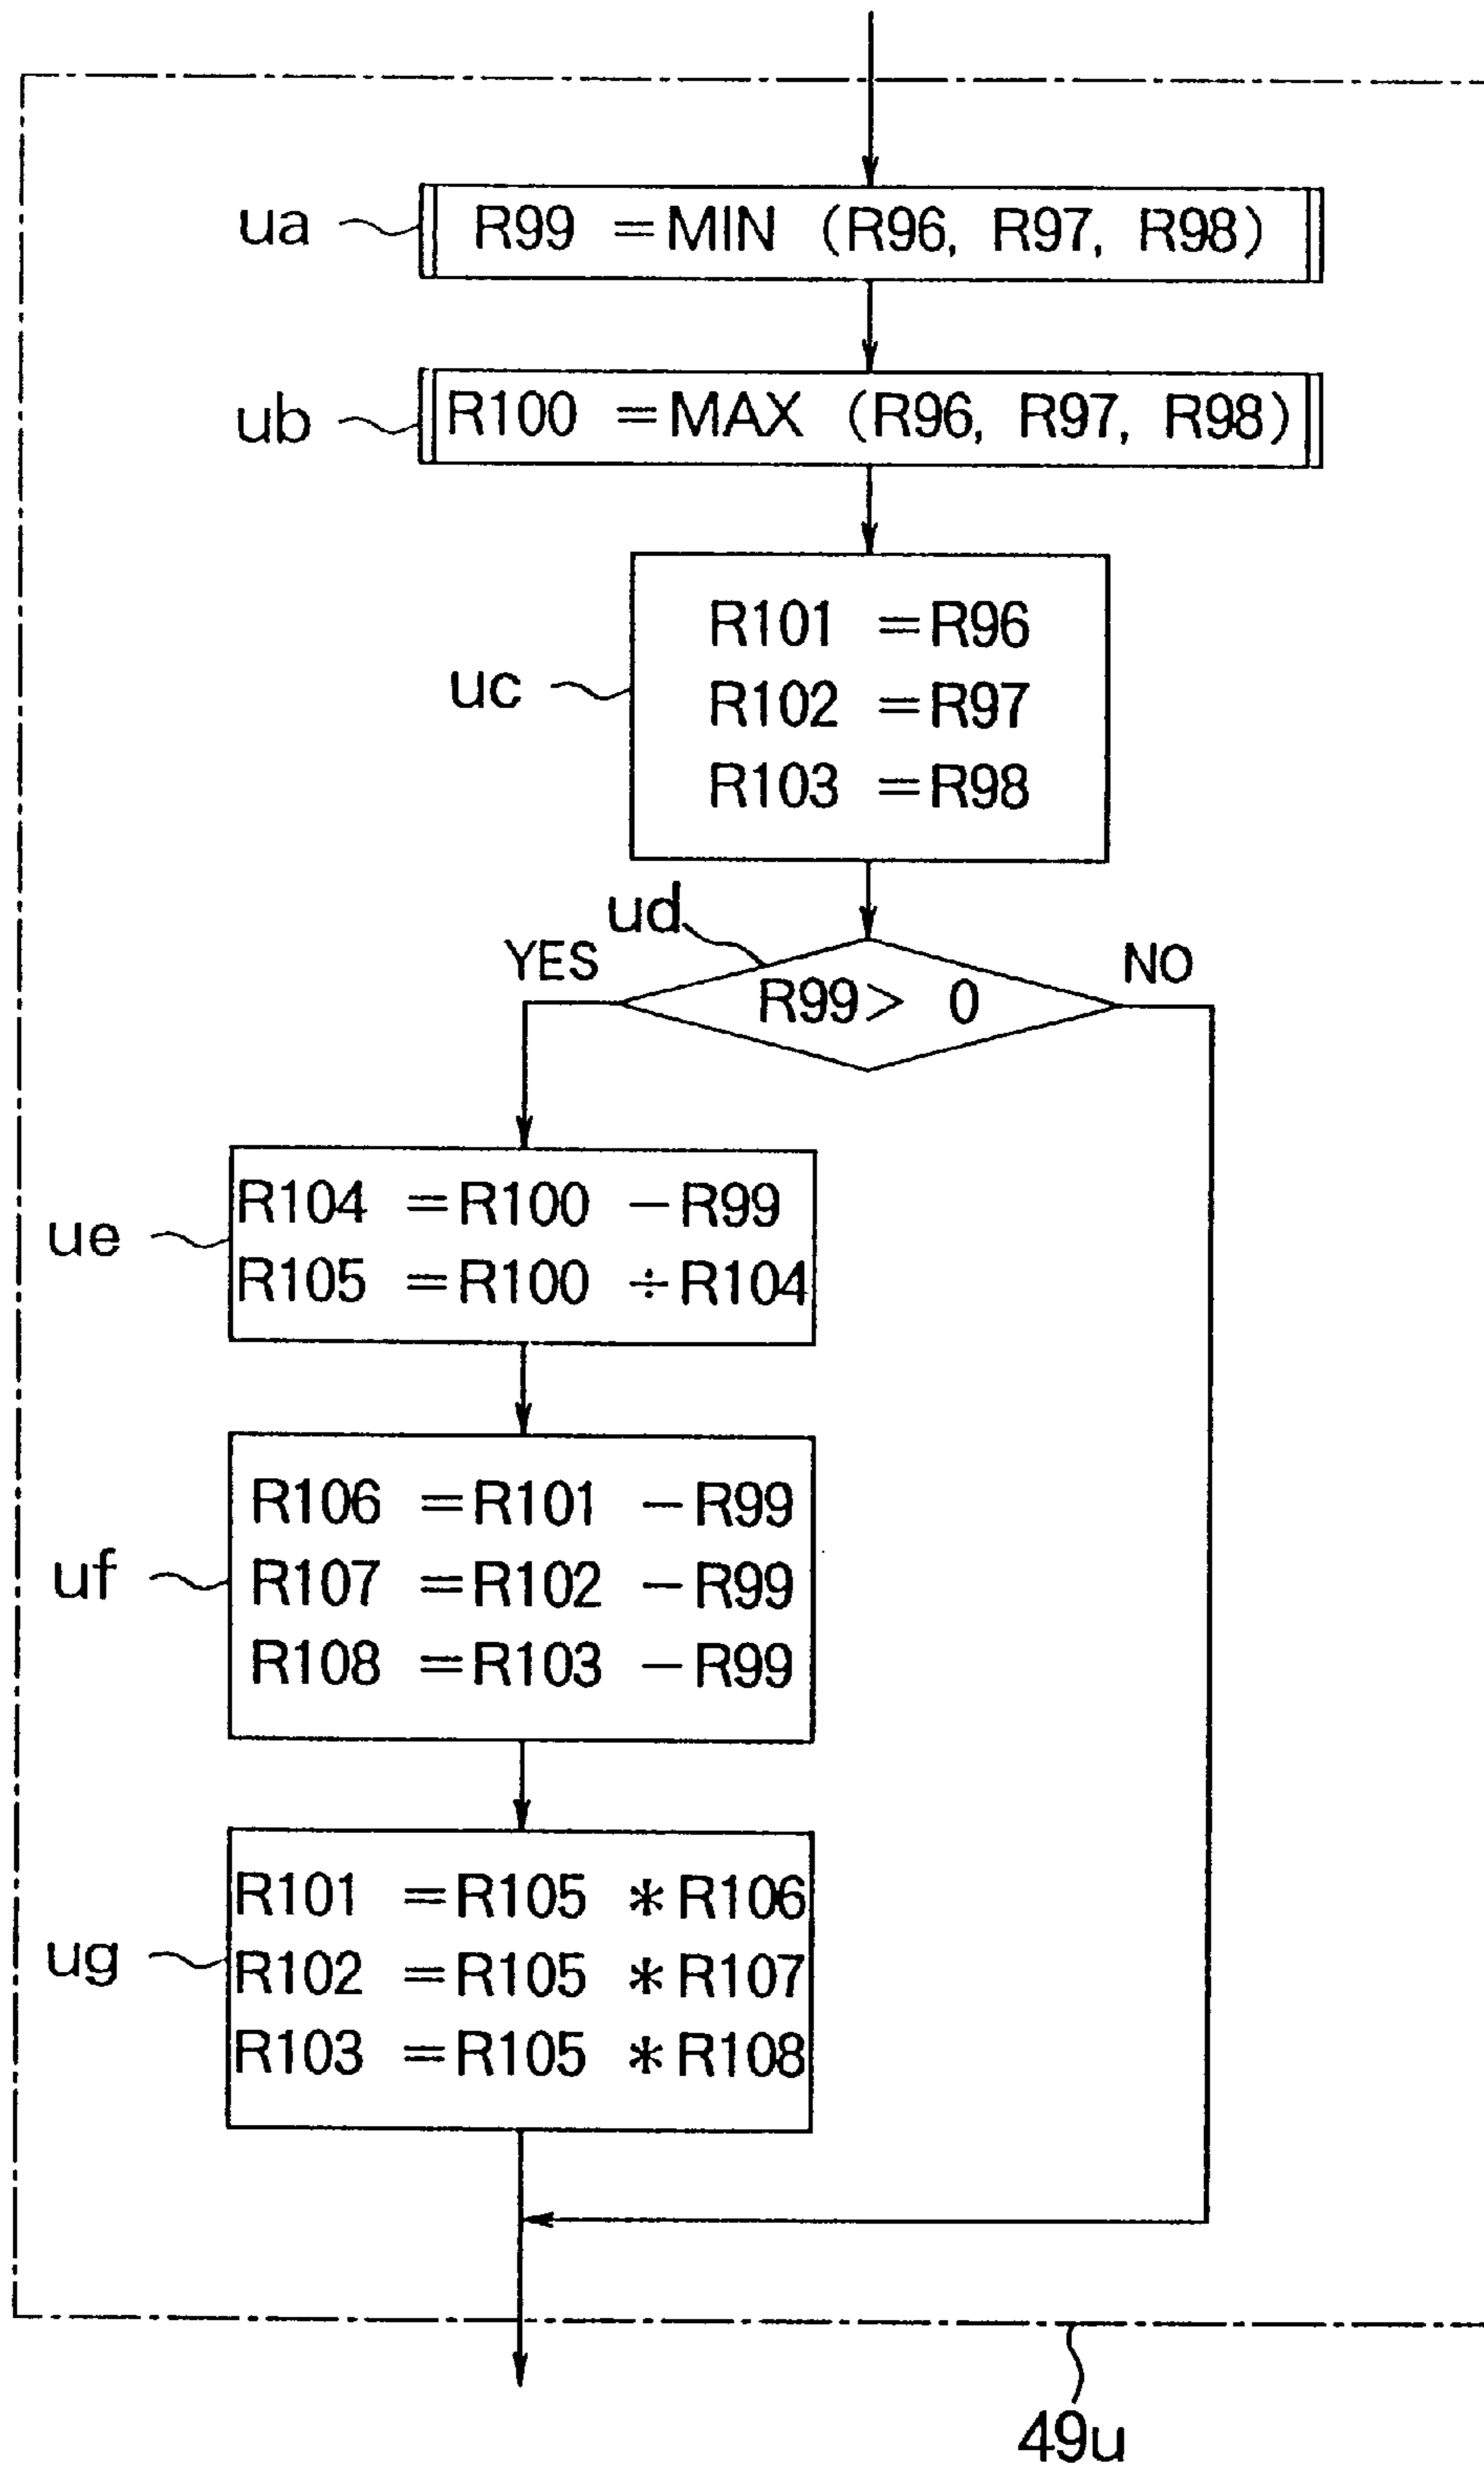 ua
R99 =MIN (R96, R97, R98)
ub
R100 =MAX (R96, R97, R98)
uc
R101 =R96
R102 =R97
R103 =R98
ud
YES
R99> 0
NO
ue
R104 =R100 -R99
R105 =R100 ÷R104
uf
R106 =R101 -R99
R107 =R102 -R99
R108 =R103 -R99
ug
R101 =R105 *R106
R102 =R105 *R107
R103 =R105 *R108
49u